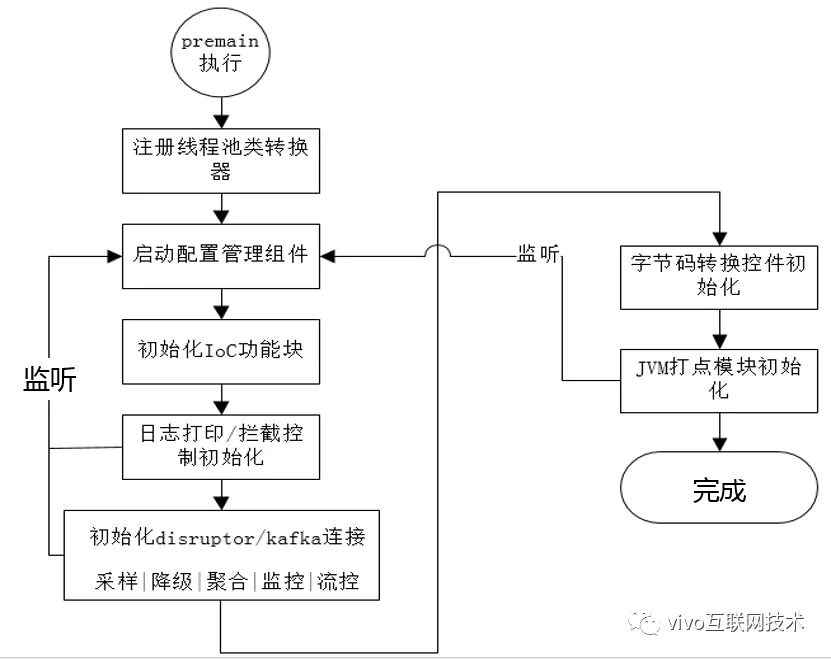 premain
执行
注册线程池类转换
器
启动配置管理组件
监听
字节码转换控件初
始化
初始化IoC功能块
监听
JVM打点模块初始
化
日志打印/拦截控
制初始化
完成
初始化disruptor/kafka连接
采样|降级|聚合|监控|流控
vivo互联网技术